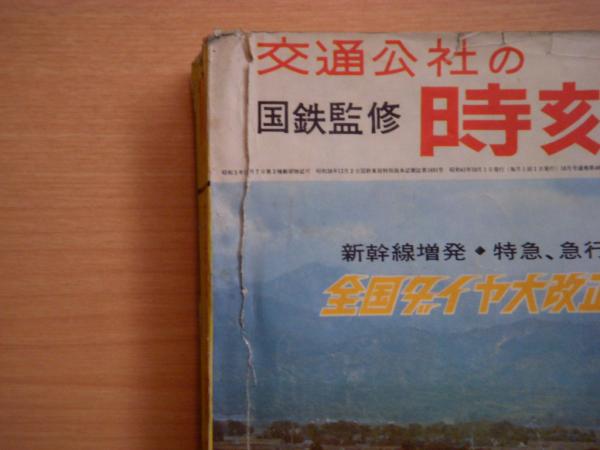 交通公社の
国鉄監修 時刻
新幹線増発◆特急、急行
全国ダイヤ大改正